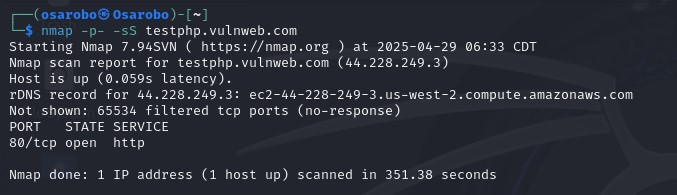 ┌──(osarobo㉿Osarobo)-[~]
└─$ nmap -p- -sS testphp.vulnweb.com
Starting Nmap 7.94SVN ( https://nmap.org ) at 2025-04-29 06:33 CDT
Nmap scan report for testphp.vulnweb.com (44.228.249.3)
Host is up (0.059s latency).
rDNS record for 44.228.249.3: ec2-44-228-249-3.us-west-2.compute.amazonaws.com
Not shown: 65534 filtered tcp ports (no-response)
PORT   STATE SERVICE
80/tcp open  http
Nmap done: 1 IP address (1 host up) scanned in 351.38 seconds